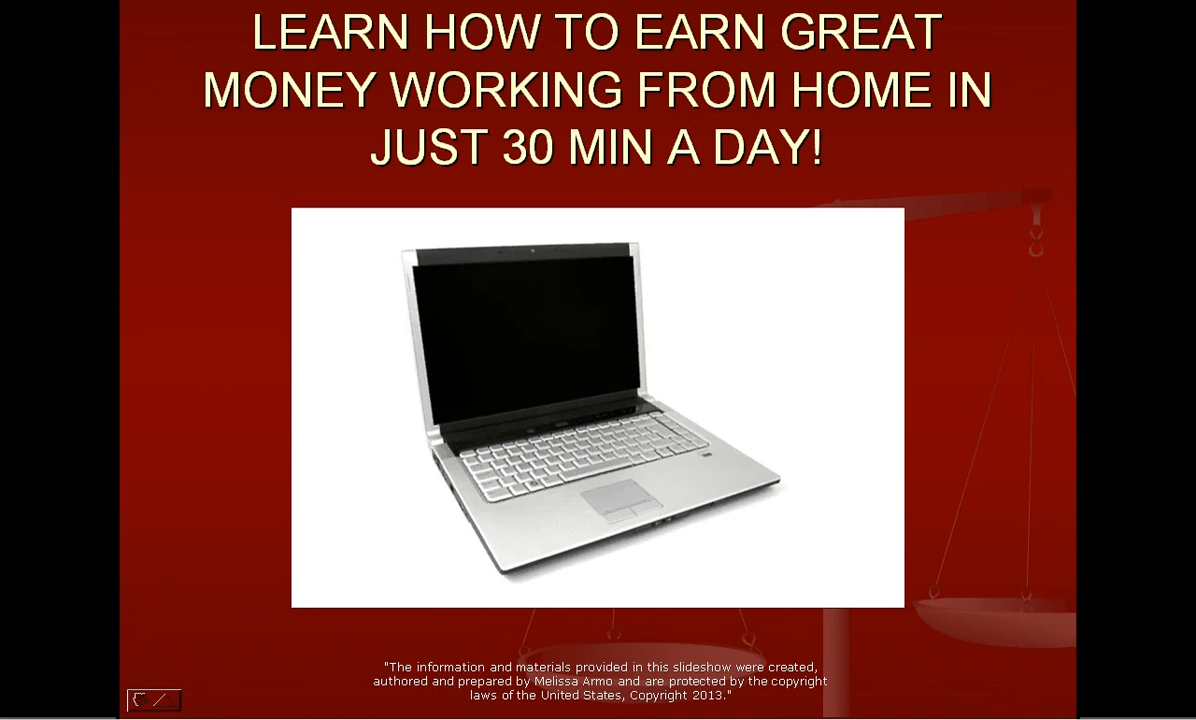 LEARN HOW TO EARN GREAT
MONEY WORKING FROM HOME IN
JUST 30 MIN A DAY!
"The information and materials provided in this slideshow were created,
authored and prepared by Melissa Armo and are protected by the copyright
laws of the United States, Copyright 2013."